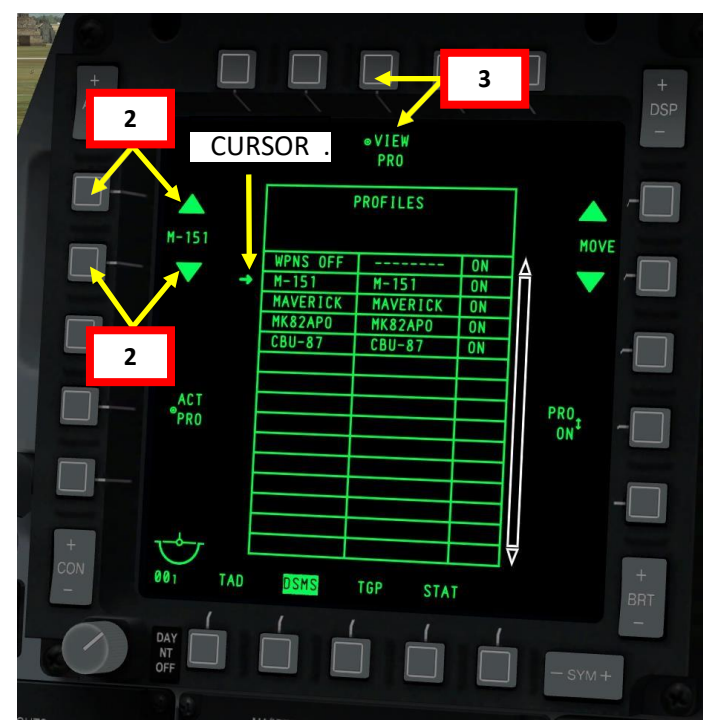 3
+
+
DSP
-
2
CURSOR .
VIEW
PRO
PROFILES
M-151
MOVE
WPNS OFF -------- ON
M-151 M-151 ON
MAVERICK MAVERICK ON
MK82APO MK82APO ON
CBU-87 CBU-87 ON
2
ACT
PRO
PRO
ON
+
CON
-
001
TAD DSMS TGP STAT
+
BRT
-
DAY
NT
OFF
- SYM +